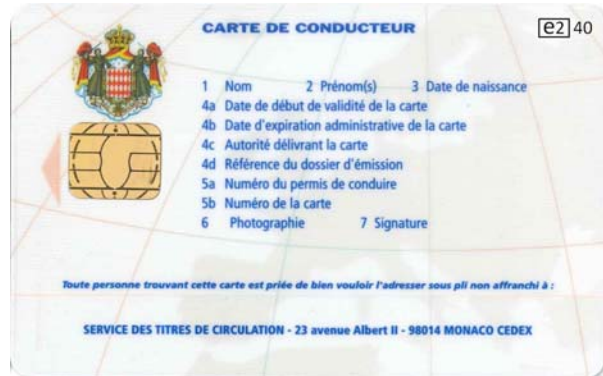 CARTE DE CONDUCTEUR
e2 40
1 Nom 2 Prénom(s) 3 Date de naissance
4a Date de début de validité de la carte
4b Date d'expiration administrative de la carte
4c Autorité délivrant la carte
4d Référence du dossier d'émission
5a Numéro du permis de conduire
5b Numéro de la carte
6 Photographie 7 Signature
Toute personne trouvant cette carte est priée de bien vouloir l'adresser sous pli non affranchi à :
SERVICE DES TITRES DE CIRCULATION - 23 avenue Albert II - 98014 MONACO CEDEX